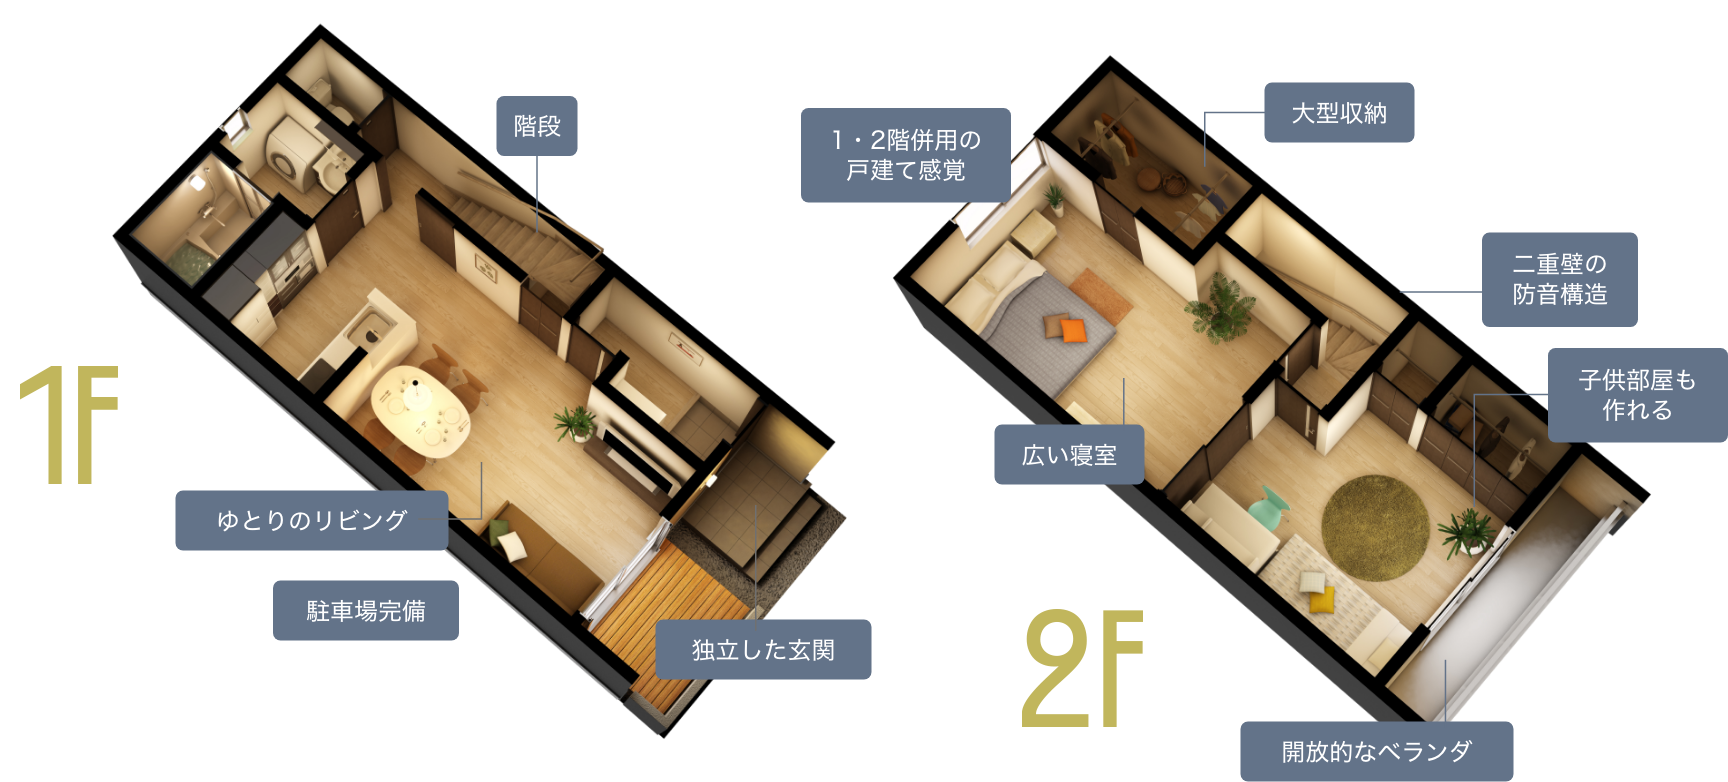 階段
1F
ゆとりのリビング
駐車場完備
独立した玄関
1・2階併用の
戸建て感覚
大型収納
二重壁の
防音構造
子供部屋も
作れる
広い寝室
2F
開放的なベランダ